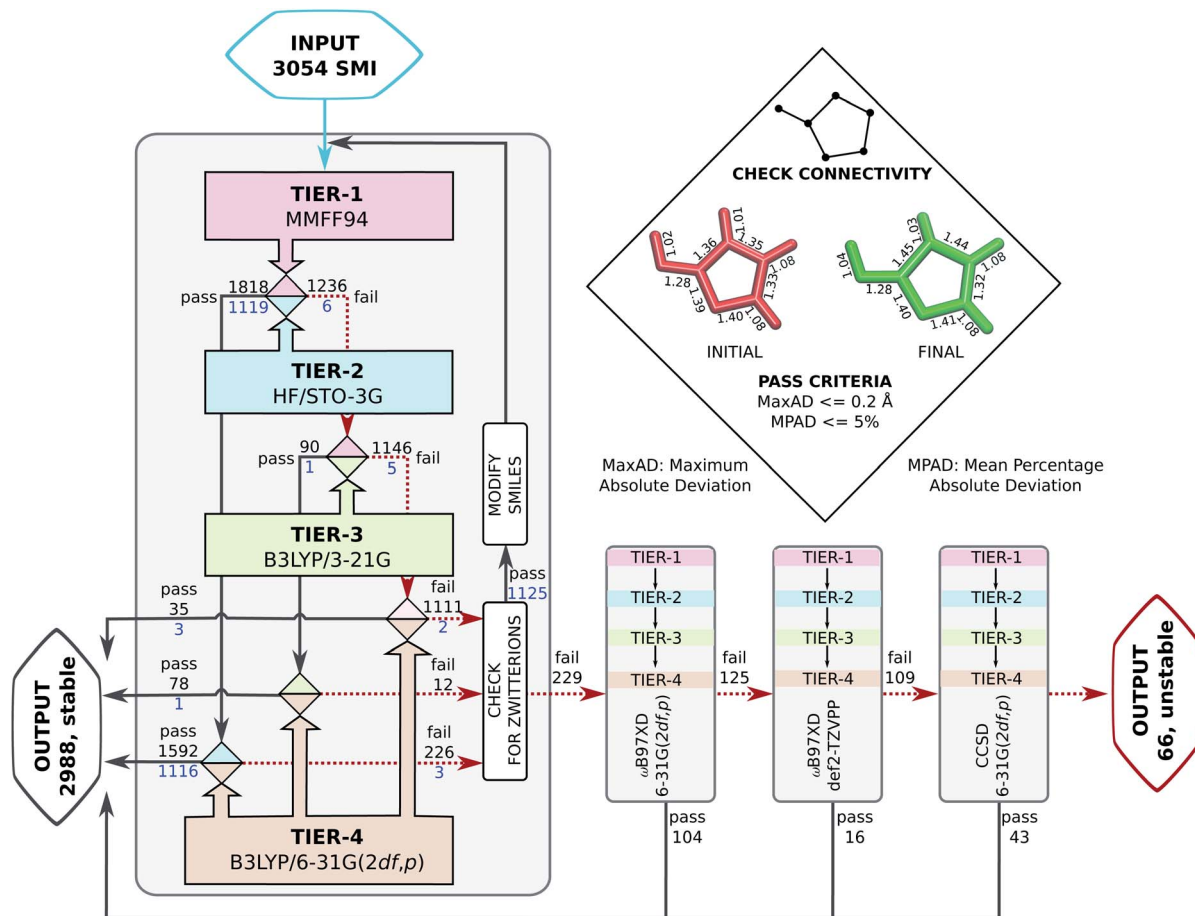 INPUT
3054 SMI
TIER-1
MMFF94
pass
1818
1119
1236
6
fail
TIER-2
HF/STO-3G
pass
90
1
1146
5
fail
TIER-3
B3LYP/3-21G
pass
35
3
fail
1111
2
pass
78
1
fail
12
pass
1592
1116
fail
226
3
TIER-4
B3LYP/6-31G(2df,p)
OUTPUT
2988, stable
MODIFY
SMILES
pass
1125
CHECK
FOR ZWITTERIONS
fail
229
CHECK CONNECTIVITY
1.02
1.28
1.36
1.01
1.35
1.08
1.33
1.39
1.40
1.08
INITIAL
1.04
1.28
1.45
1.03
1.44
1.08
1.32
1.40
1.41
1.08
FINAL
PASS CRITERIA
MaxAD <= 0.2 Å
MPAD <= 5%
MaxAD: Maximum
Absolute Deviation
MPAD: Mean Percentage
Absolute Deviation
TIER-1
TIER-2
TIER-3
TIER-4
ωB97XD
6-31G(2df,p)
pass
104
fail
125
TIER-1
TIER-2
TIER-3
TIER-4
ωB97XD
def2-TZVPP
pass
16
fail
109
TIER-1
TIER-2
TIER-3
TIER-4
CCSD
6-31G(2df,p)
pass
43
OUTPUT
66, unstable